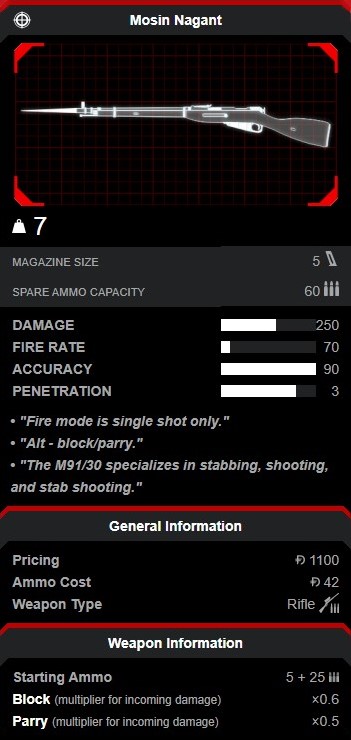 Mosin Nagant
7
MAGAZINE SIZE 5
SPARE AMMO CAPACITY 60
DAMAGE 250
FIRE RATE 70
ACCURACY 90
PENETRATION 3
• "Fire mode is single shot only."
• "Alt - block/parry."
• "The M91/30 specializes in stabbing, shooting,
and stab shooting."
General Information
Pricing 1100
Ammo Cost 42
Weapon Type Rifle
Weapon Information
Starting Ammo 5 + 25
Block (multiplier for incoming damage) ×0.6
Parry (multiplier for incoming damage) ×0.5